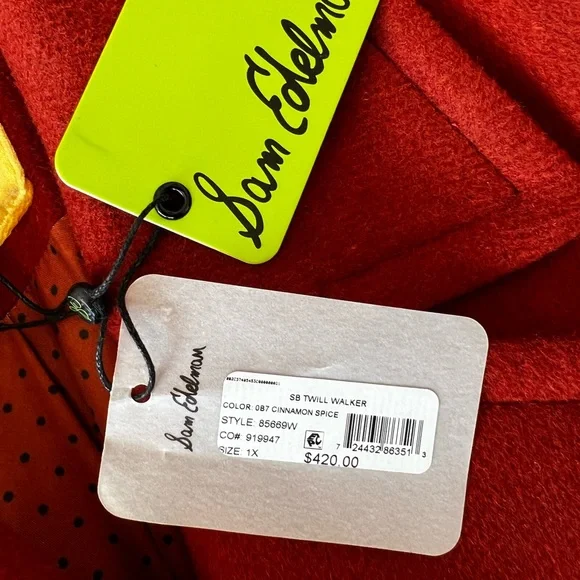 Sam Edelm
Sam Edelman
SB TWILL WALKER
COLOR: 0B7 CINNAMON SPICE
STYLE: 85669W
CO# 919947
SIZE: 1X
7 24432 86351 3
$420.00